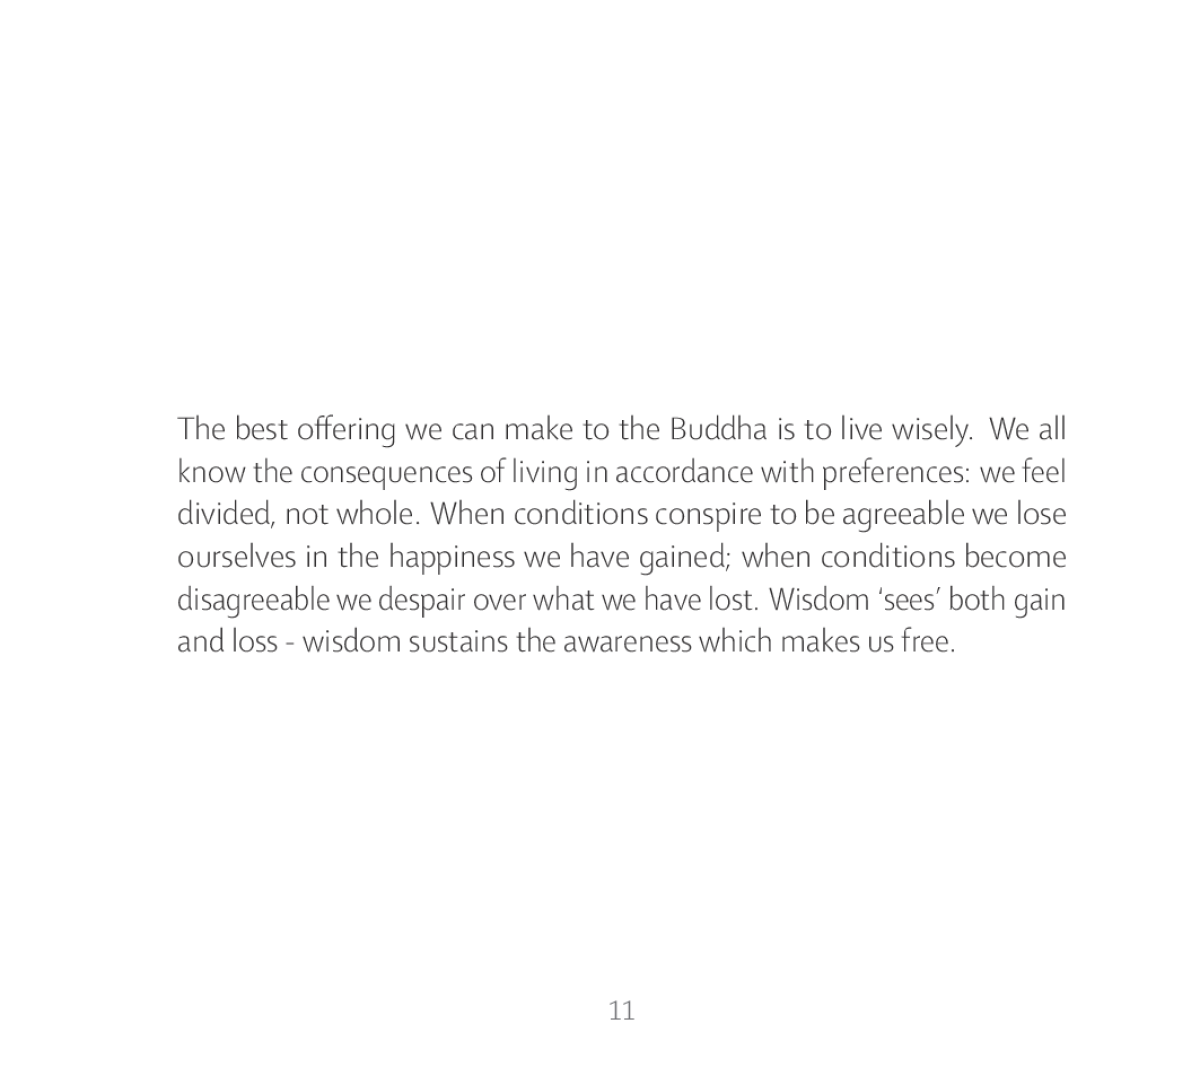 The best offering we can make to the Buddha is to live wisely.  We all
know the consequences of living in accordance with preferences: we feel
divided, not whole. When conditions conspire to be agreeable we lose
ourselves in the happiness we have gained; when conditions become
disagreeable we despair over what we have lost. Wisdom ‘sees’ both gain
and loss - wisdom sustains the awareness which makes us free.
11